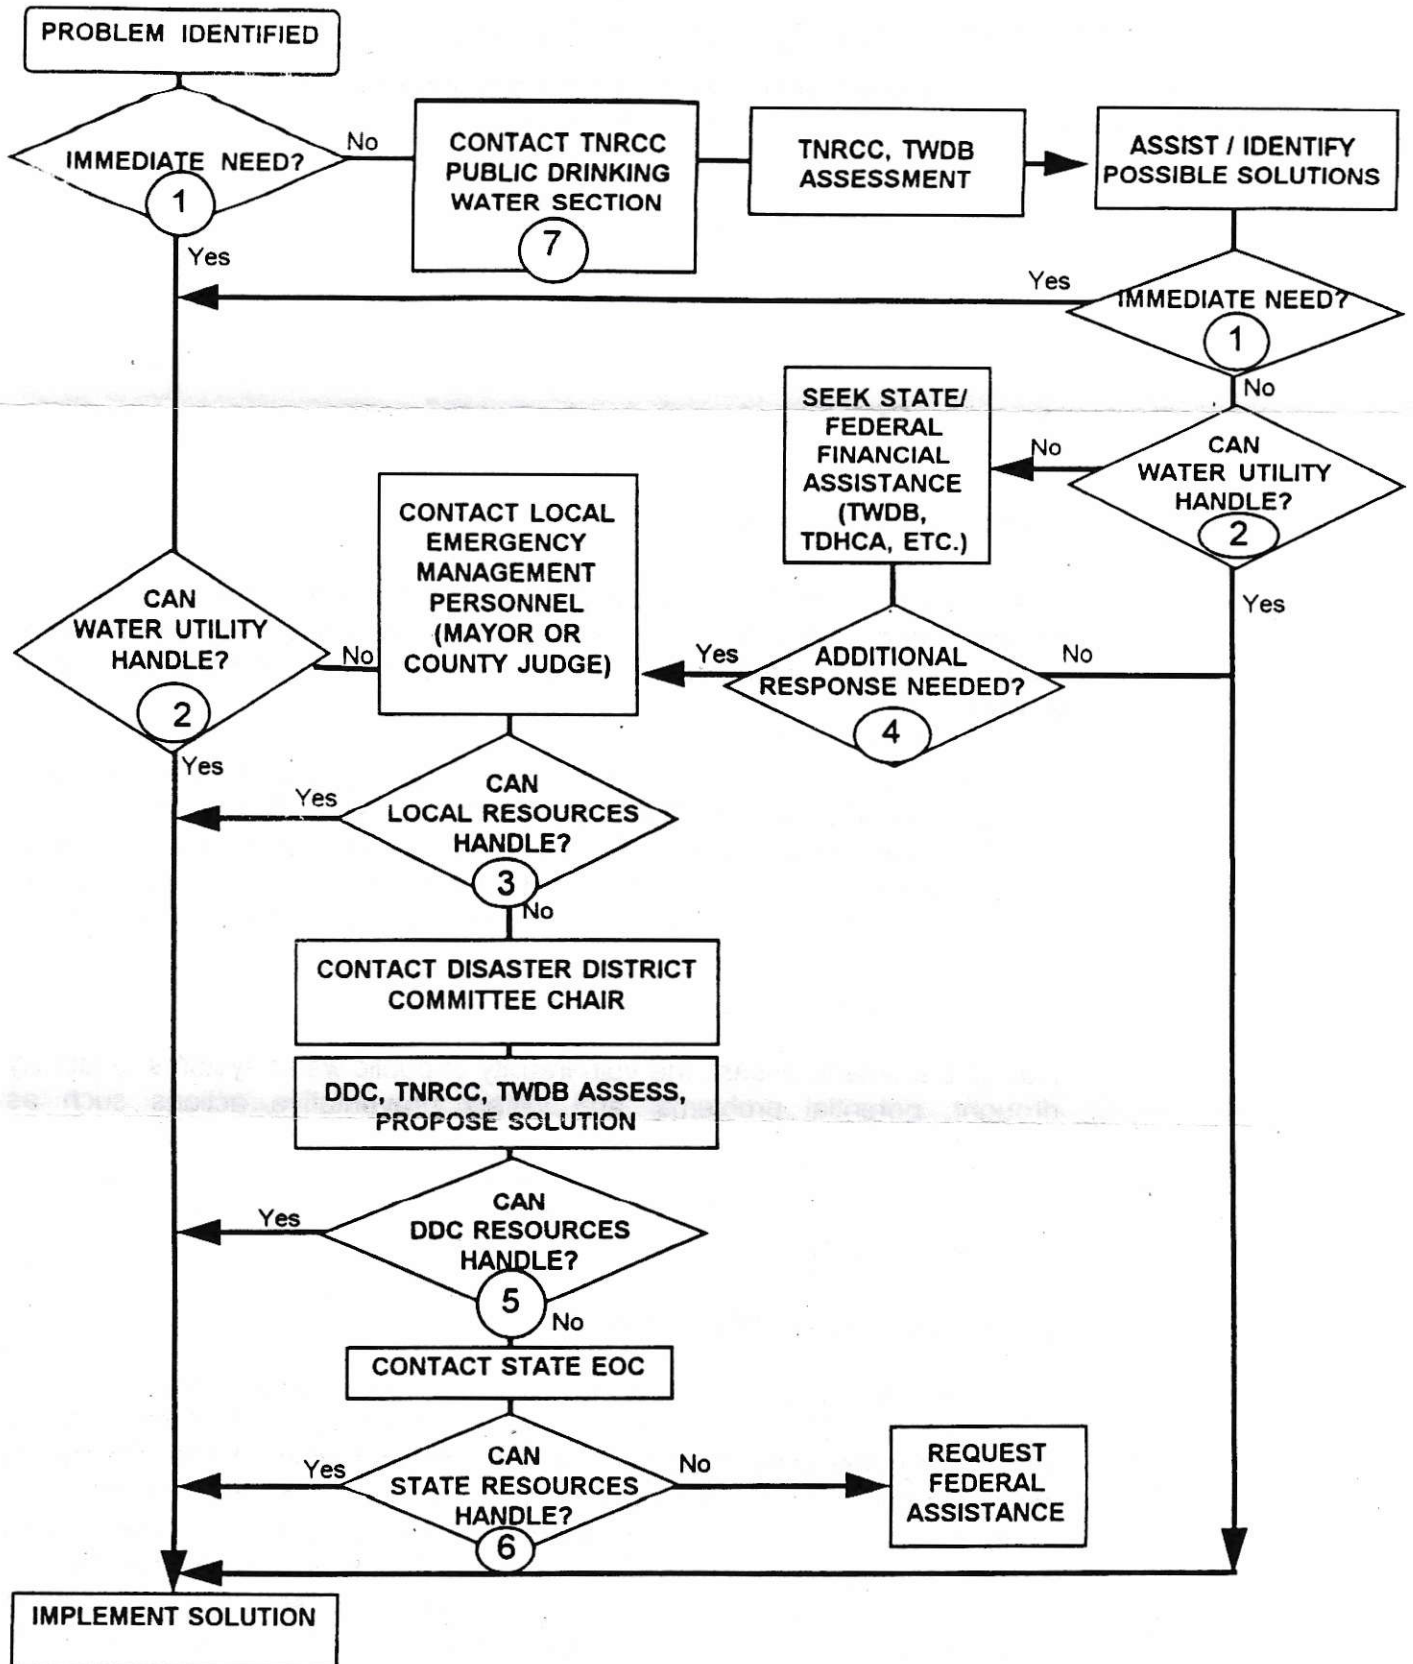 PROBLEM IDENTIFIED
IMMEDIATE NEED?
1
No
Yes
CONTACT TNRCC
PUBLIC DRINKING
WATER SECTION
7
TNRCC, TWDB
ASSESSMENT
ASSIST / IDENTIFY
POSSIBLE SOLUTIONS
Yes
IMMEDIATE NEED?
1
No
SEEK STATE/
FEDERAL
FINANCIAL
ASSISTANCE
(TWDB,
TDHCA, ETC.)
No
CAN
WATER UTILITY
HANDLE?
2
Yes
CONTACT LOCAL
EMERGENCY
MANAGEMENT
PERSONNEL
(MAYOR OR
COUNTY JUDGE)
CAN
WATER UTILITY
HANDLE?
2
No
Yes
Yes
ADDITIONAL
RESPONSE NEEDED?
4
No
Yes
CAN
LOCAL RESOURCES
HANDLE?
3
No
CONTACT DISASTER DISTRICT
COMMITTEE CHAIR
DDC, TNRCC, TWDB ASSESS,
PROPOSE SOLUTION
Yes
CAN
DDC RESOURCES
HANDLE?
5
No
CONTACT STATE EOC
Yes
CAN
STATE RESOURCES
HANDLE?
6
No
REQUEST
FEDERAL
ASSISTANCE
IMPLEMENT SOLUTION